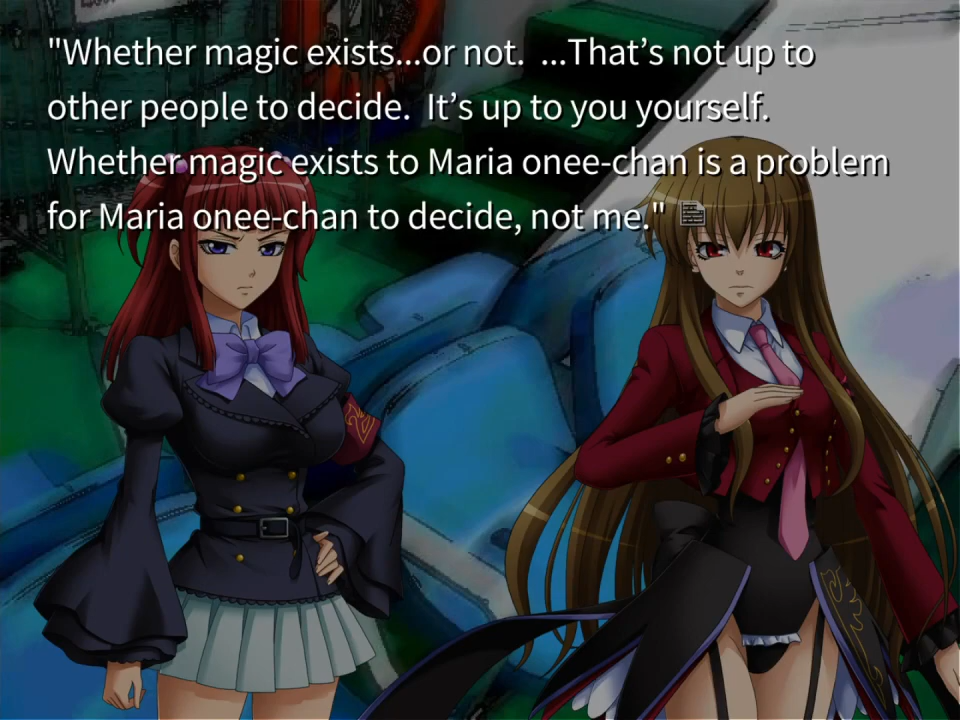 "Whether magic exists...or not.  ...That’s not up to
other people to decide.  It’s up to you yourself.
Whether magic exists to Maria onee-chan is a problem
for Maria onee-chan to decide, not me."